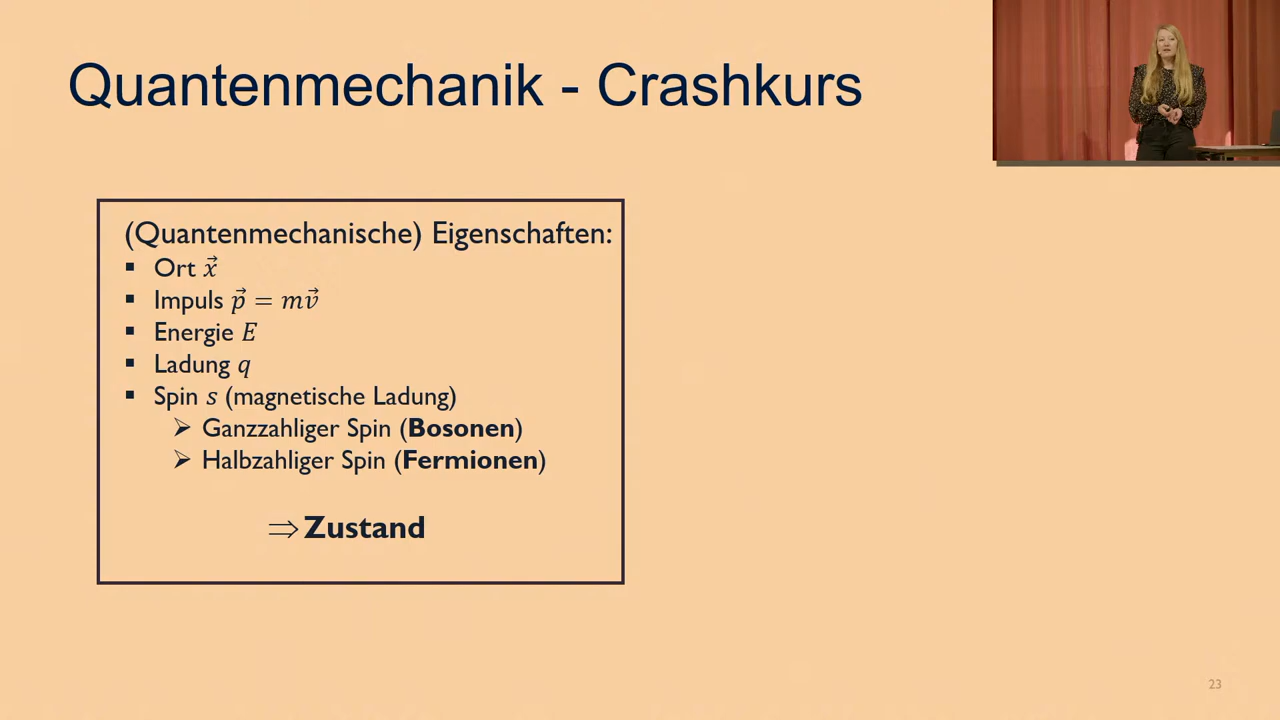 Quantenmechanik - Crashkurs
(Quantenmechanische) Eigenschaften:
▪ Ort x⃗
▪ Impuls p⃗ = mv⃗
▪ Energie E
▪ Ladung q
▪ Spin s (magnetische Ladung)
➢ Ganzzahliger Spin (Bosonen)
➢ Halbzahliger Spin (Fermionen)
⇒ Zustand
23